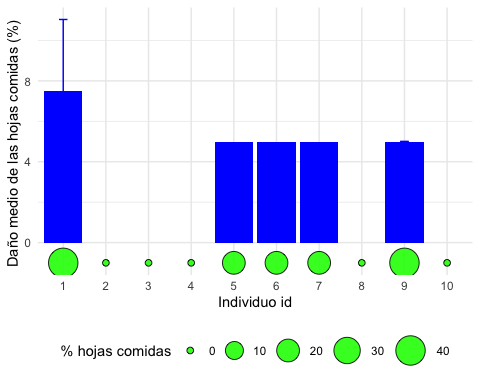 Daño medio de las hojas comidas (%)
8
4
0
1 2 3 4 5 6 7 8 9 10
Individuo id
% hojas comidas 0 10 20 30 40